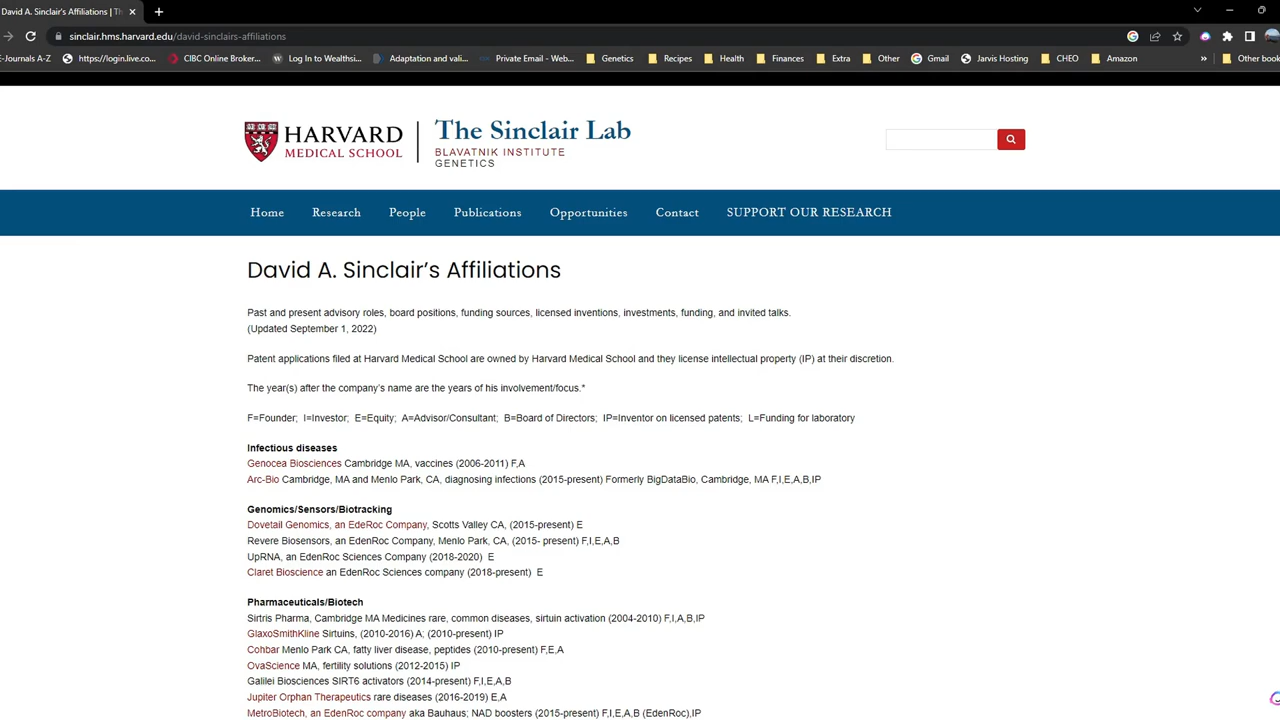 David A. Sinclair's Affiliations | T
sinclair.hms.harvard.edu/david-sinclairs-affiliations
E-Journals A-Z https://login.live.co... CIBC Online Broker... Log In to Wealthsi... Adaptation and vali... Private Email - Web... Genetics Recipes Health Finances Extra Other Gmail Jarvis Hosting CHEO Amazon » Other book
HARVARD
MEDICAL SCHOOL
The Sinclair Lab
BLAVATNIK INSTITUTE
GENETICS
Home Research People Publications Opportunities Contact SUPPORT OUR RESEARCH
David A. Sinclair's Affiliations
Past and present advisory roles, board positions, funding sources, licensed inventions, investments, funding, and invited talks.
(Updated September 1, 2022)
Patent applications filed at Harvard Medical School are owned by Harvard Medical School and they license intellectual property (IP) at their discretion.
The year(s) after the company's name are the years of his involvement/focus.*
F=Founder; I=Investor; E=Equity; A=Advisor/Consultant; B=Board of Directors; IP=Inventor on licensed patents; L=Funding for laboratory
Infectious diseases
Genocea Biosciences Cambridge MA, vaccines (2006-2011) F,A
Arc-Bio Cambridge, MA and Menlo Park, CA, diagnosing infections (2015-present) Formerly BigDataBio, Cambridge, MA F,I,E,A,B,IP
Genomics/Sensors/Biotracking
Dovetail Genomics, an EdeRoc Company, Scotts Valley CA, (2015-present) E
Revere Biosensors, an EdenRoc Company, Menlo Park, CA, (2015- present) F,I,E,A,B
UpRNA, an EdenRoc Sciences Company (2018-2020) E
Claret Bioscience an EdenRoc Sciences company (2018-present) E
Pharmaceuticals/Biotech
Sirtris Pharma, Cambridge MA Medicines rare, common diseases, sirtuin activation (2004-2010) F,I,A,B,IP
GlaxoSmithKline Sirtuins, (2010-2016) A; (2010-present) IP
Cohbar Menlo Park CA, fatty liver disease, peptides (2010-present) F,E,A
OvaScience MA, fertility solutions (2012-2015) IP
Galilei Biosciences SIRT6 activators (2014-present) F,I,E,A,B
Jupiter Orphan Therapeutics rare diseases (2016-2019) E,A
MetroBiotech, an EdenRoc company aka Bauhaus; NAD boosters (2015-present) F,I,E,A,B (EdenRoc),IP